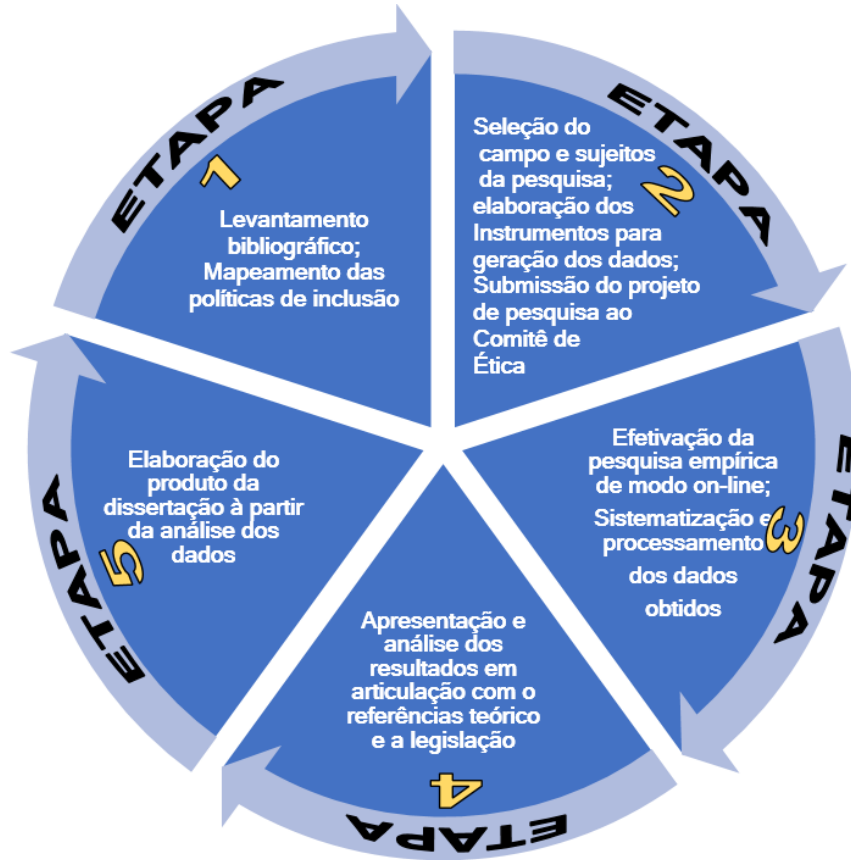 ETAPA
1
Levantamento
bibliográfico;
Mapeamento das
políticas de inclusão
ETAPA
2
Seleção do
campo e sujeitos
da pesquisa;
elaboração dos
Instrumentos para
geração dos dados;
Submissão do projeto
de pesquisa ao
Comitê de
Ética
ETAPA
3
Efetivação da
pesquisa empírica
de modo on-line;
Sistematização e
processamento
dos dados
obtidos
ETAPA
4
Apresentação e
análise dos
resultados em
articulação com o
referências teórico
e a legislação
ETAPA
5
Elaboração do
produto da
dissertação à partir
da análise dos
dados